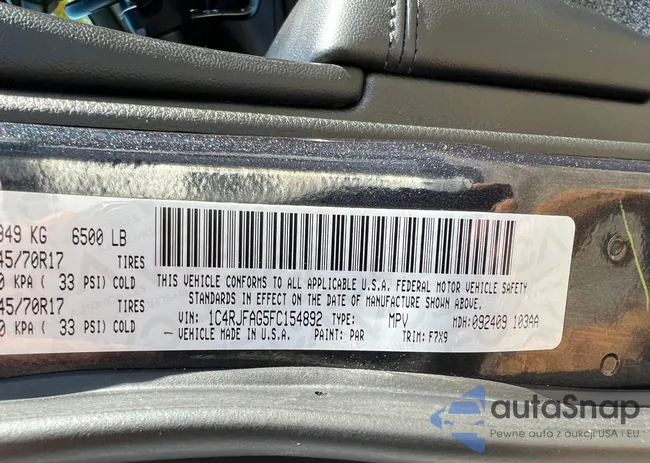 949 KG 6500 LB
45/70R17 TIRES
0 KPA ( 33 PSI) COLD
45/70R17 TIRES
0 KPA ( 33 PSI) COLD
THIS VEHICLE CONFORMS TO ALL APPLICABLE U.S.A. FEDERAL MOTOR VEHICLE SAFETY
STANDARDS IN EFFECT ON THE DATE OF MANUFACTURE SHOWN ABOVE.
VIN: 1C4RJFAG5FC154892 TYPE: MPV MDH: 092409 103AA
VEHICLE MADE IN U.S.A. PAINT: PAR TRIM: F7X9
autaSnap
Pewne auta z aukcji USA i EU